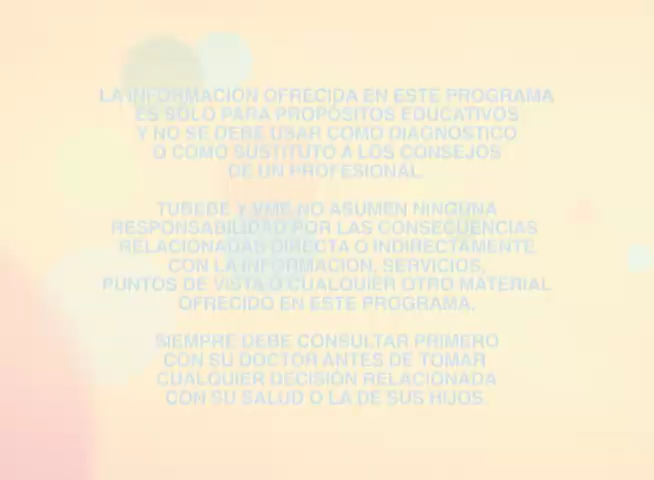 LA INFORMACIÓN OFRECIDA EN ESTE PROGRAMA
ES SÓLO PARA PROPÓSITOS EDUCATIVOS
Y NO SE DEBE USAR COMO DIAGNOSTICO
O COMO SUSTITUTO A LOS CONSEJOS
DE UN PROFESIONAL.
TUBEBE Y VME NO ASUMEN NINGUNA
RESPONSABILIDAD POR LAS CONSECUENCIAS
RELACIONADAS DIRECTA O INDIRECTAMENTE
CON LA INFORMACION, SERVICIOS,
PUNTOS DE VISTA O CUALQUIER OTRO MATERIAL
OFRECIDO EN ESTE PROGRAMA.
SIEMPRE DEBE CONSULTAR PRIMERO
CON SU DOCTOR ANTES DE TOMAR
CUALQUIER DECISIÓN RELACIONADA
CON SU SALUD O LA DE SUS HIJOS.